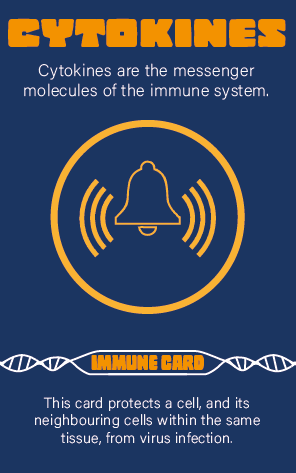 CYTOKINES
Cytokines are the messenger
molecules of the immune system.
IMMUNE CARD
This card protects a cell, and its
neighbouring cells within the same
tissue, from virus infection.